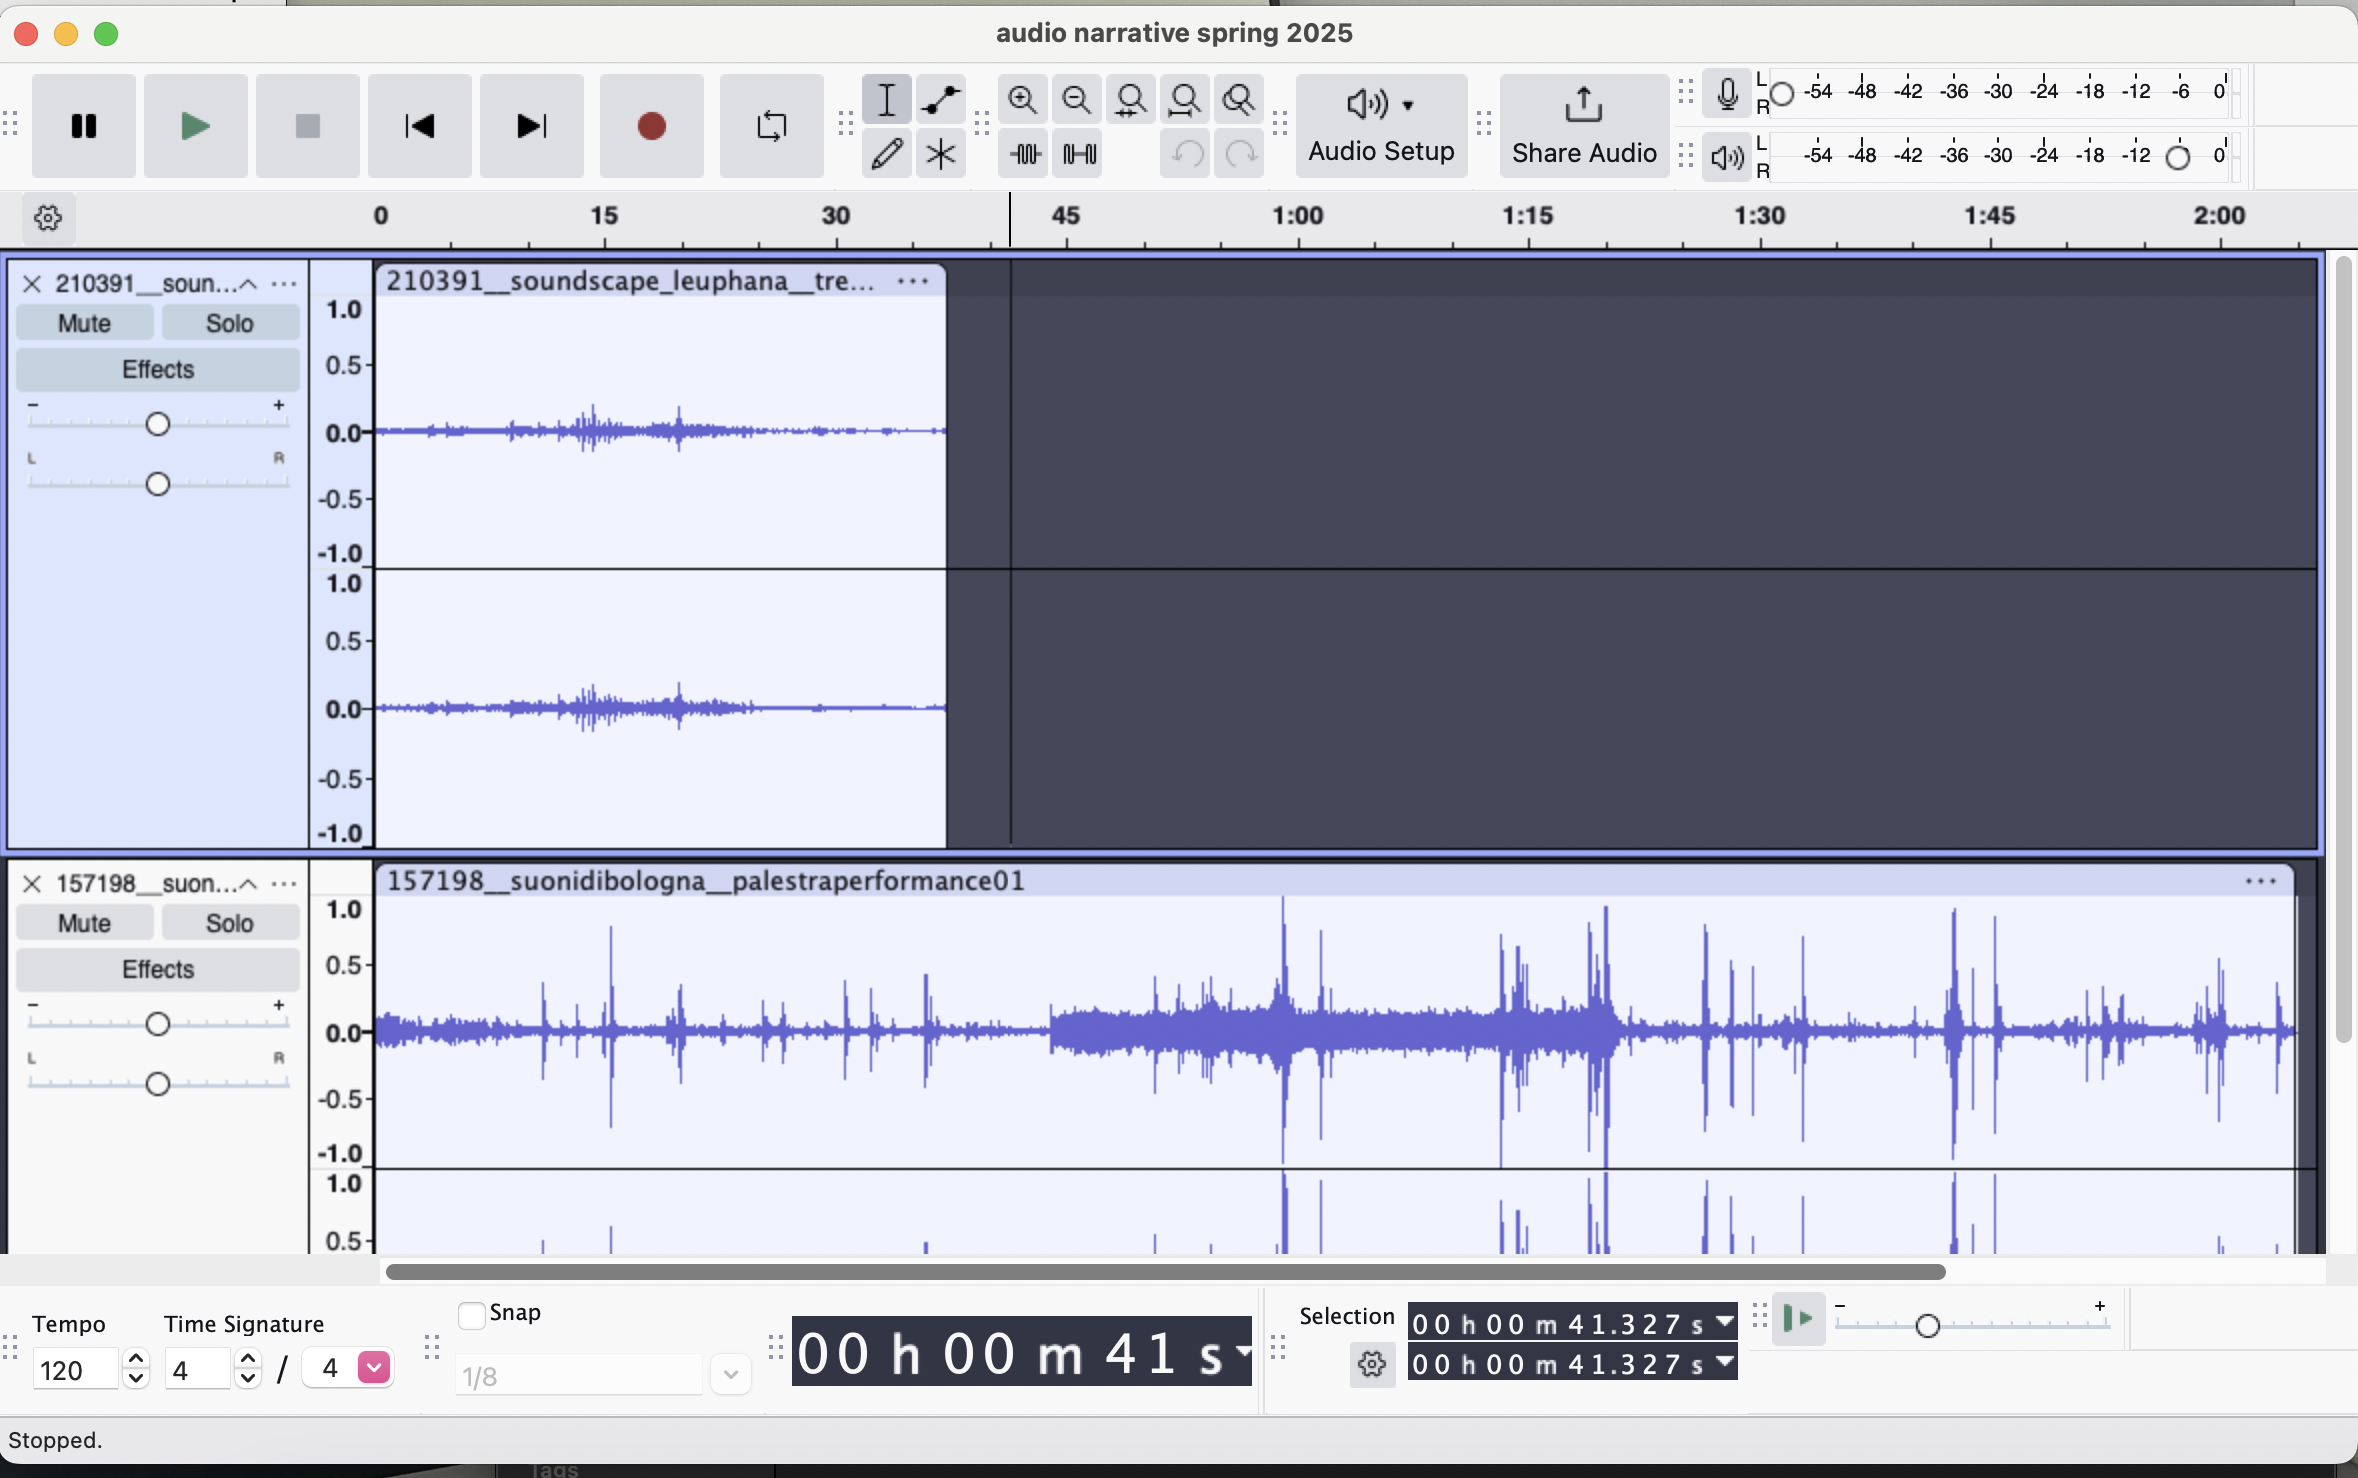 audio narrative spring 2025
Audio Setup
Share Audio
L
R
-54 -48 -42 -36 -30 -24 -18 -12 -6 0
L
R
-54 -48 -42 -36 -30 -24 -18 -12 0
0 15 30 45 1:00 1:15 1:30 1:45 2:00
210391__soun...
210391__soundscape_leuphana__tre... ...
Mute Solo
Effects
- +
L R
1.0
0.5
0.0
-0.5
-1.0
1.0
0.5
0.0
-0.5
-1.0
157198__suon...
157198__suonidibologna__palestraperformance01 ...
Mute Solo
Effects
- +
L R
1.0
0.5
0.0
-0.5
-1.0
1.0
0.5
Tempo
120
Time Signature
4 / 4
Snap
1/8
00 h 00 m 41 s
Selection
00 h 00 m 41.327 s
00 h 00 m 41.327 s
- +
Stopped.
Tags